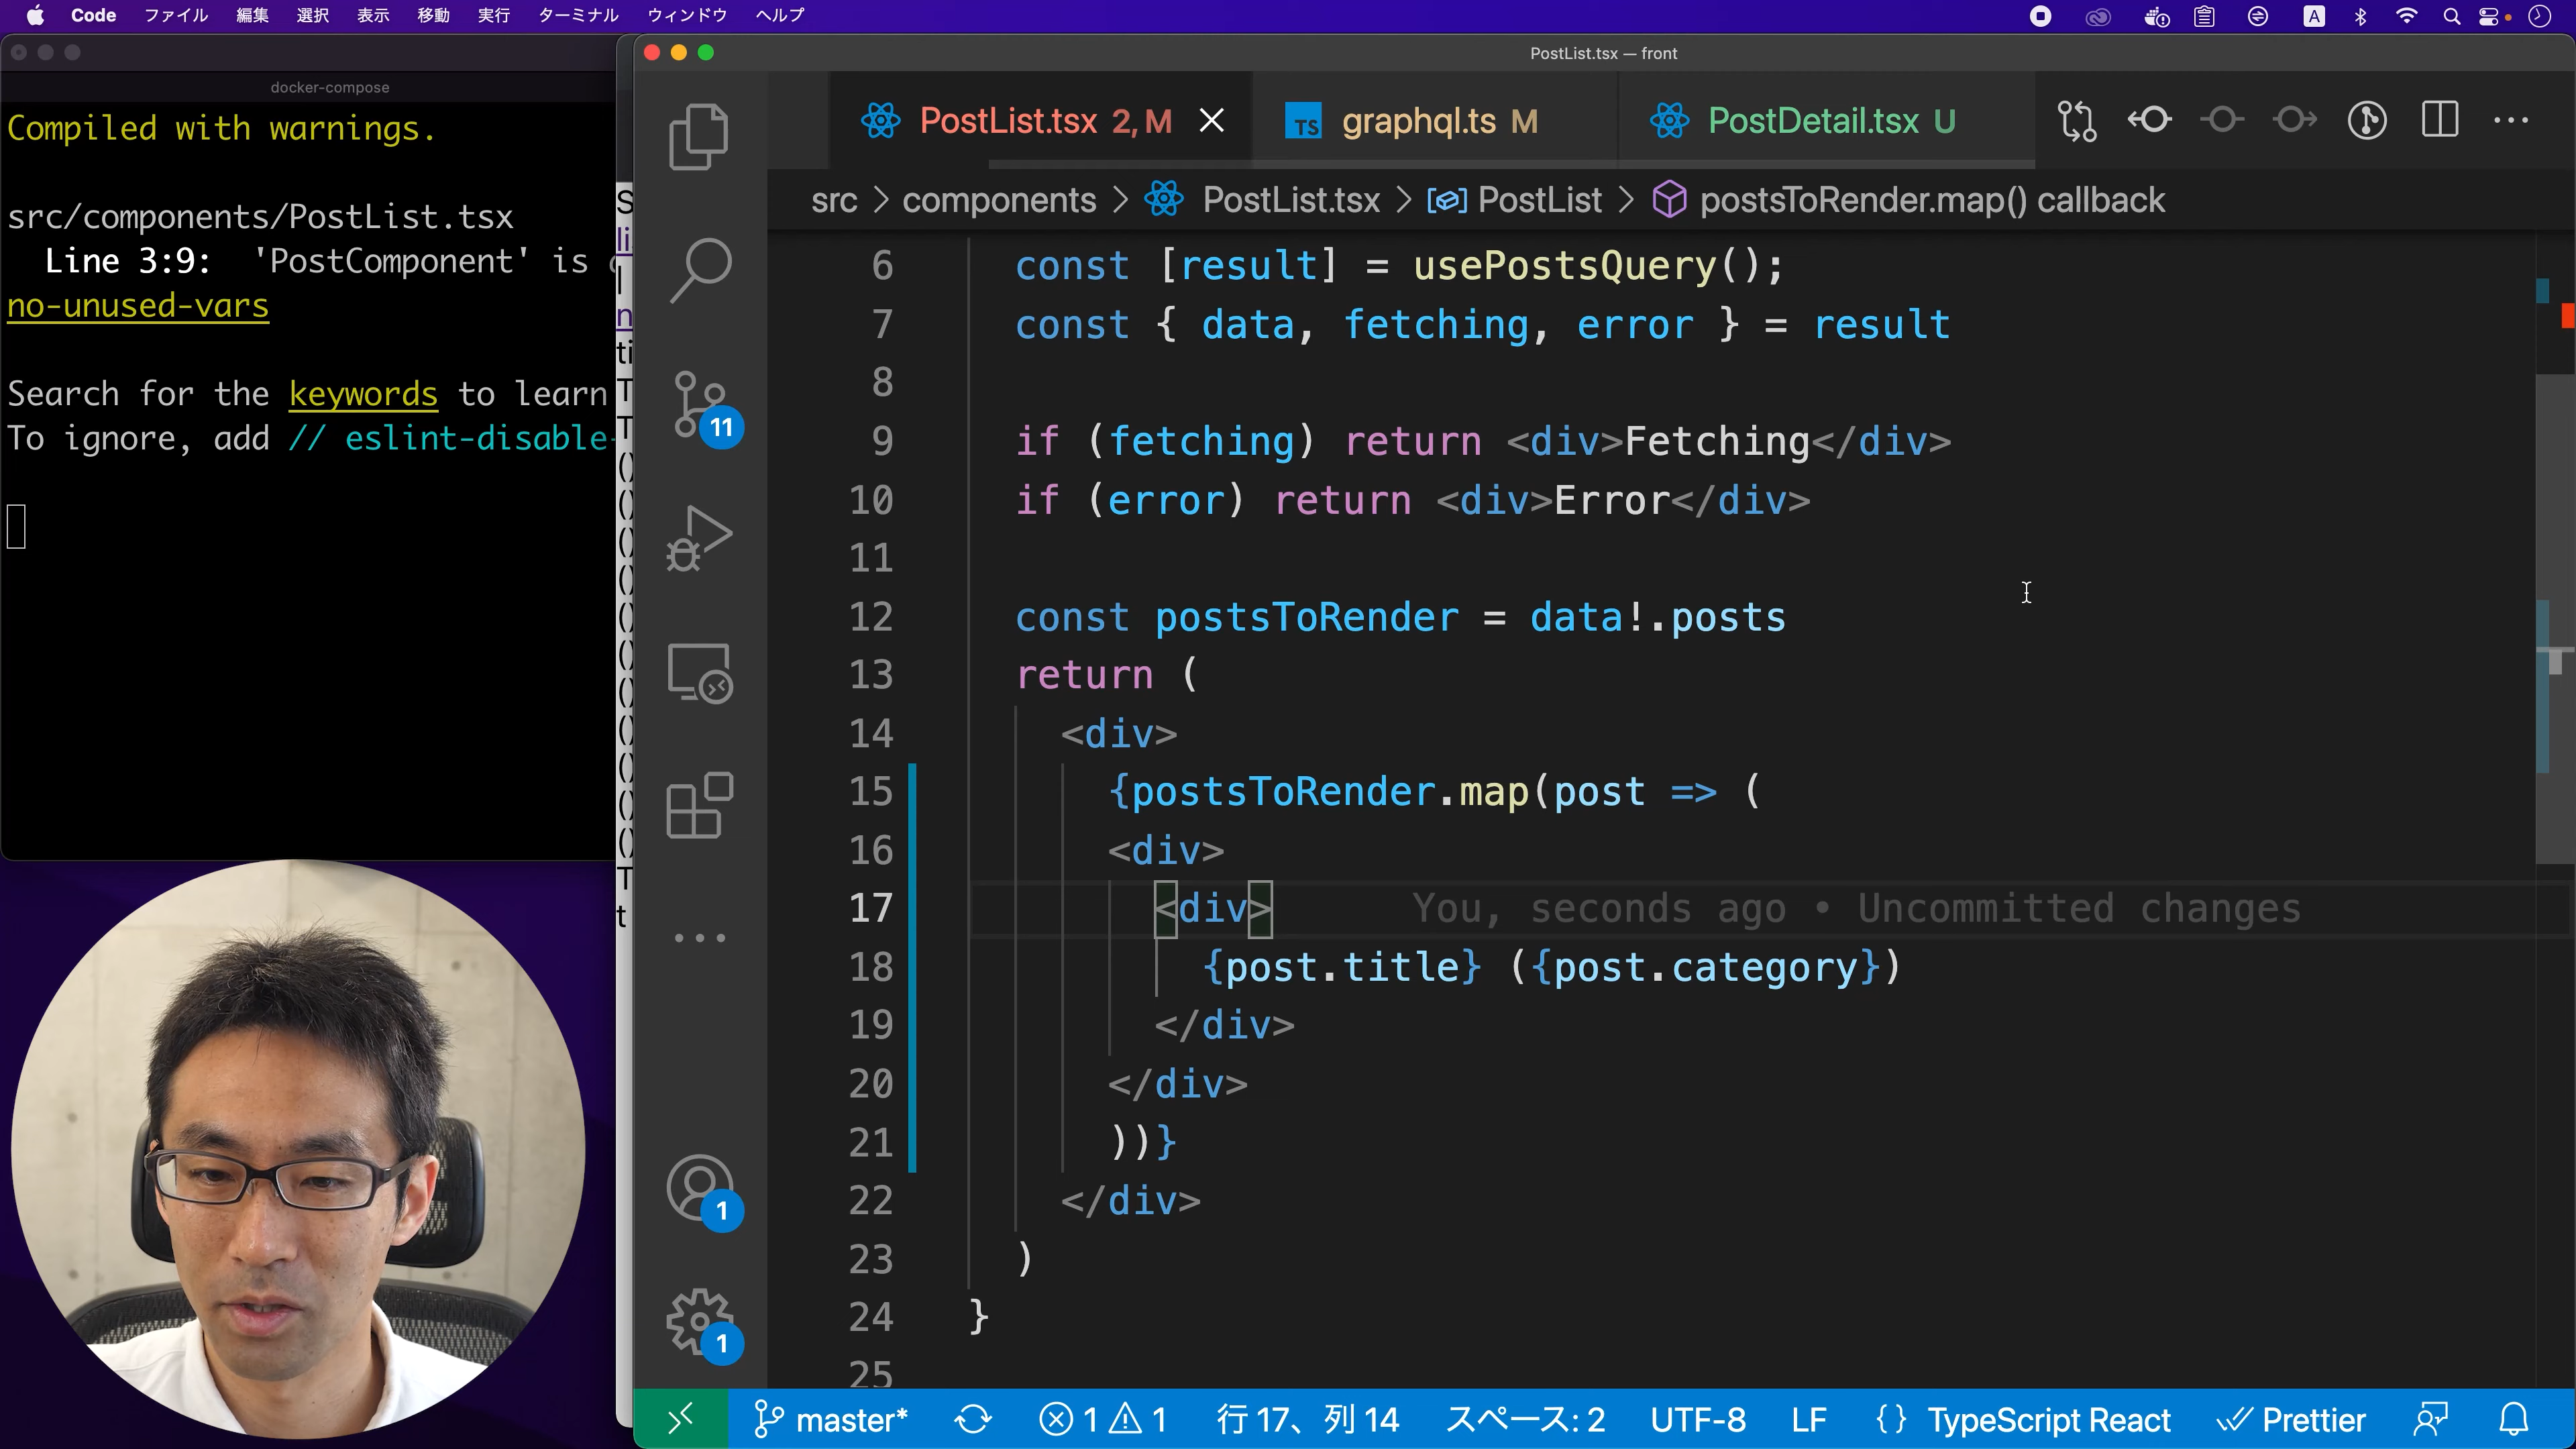 Code ファイル 編集 選択 表示 移動 実行 ターミナル ウィンドウ ヘルプ A
docker-compose
Compiled with warnings.
src/components/PostList.tsx
Line 3:9: 'PostComponent' is
no-unused-vars
Search for the keywords to learn
To ignore, add // eslint-disable-
PostList.tsx — front
PostList.tsx 2, M
TS graphql.ts M
PostDetail.tsx U
src > components > PostList.tsx > PostList > postsToRender.map() callback
6 const [result] = usePostsQuery();
7 const { data, fetching, error } = result
8
9 if (fetching) return <div>Fetching</div>
10 if (error) return <div>Error</div>
11
12 const postsToRender = data!.posts
13 return (
14 <div>
15 {postsToRender.map(post => (
16 <div>
17 <div> You, seconds ago • Uncommitted changes
18 {post.title} ({post.category})
19 </div>
20 </div>
21 ))}
22 </div>
23 )
24 }
25
11
1
1
master* 1 1 行 17、列 14 スペース: 2 UTF-8 LF {} TypeScript React Prettier